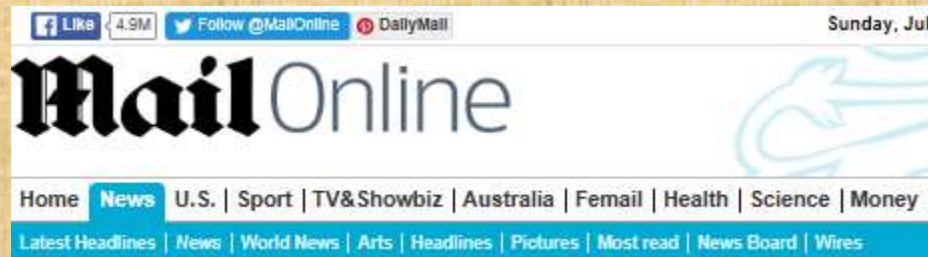 Like 4.9M Follow @MailOnline DailyMail Sunday, Jul
Mail Online
Home News U.S. | Sport | TV&Showbiz | Australia | Femail | Health | Science | Money
Latest Headlines | News | World News | Arts | Headlines | Pictures | Most read | News Board | Wires